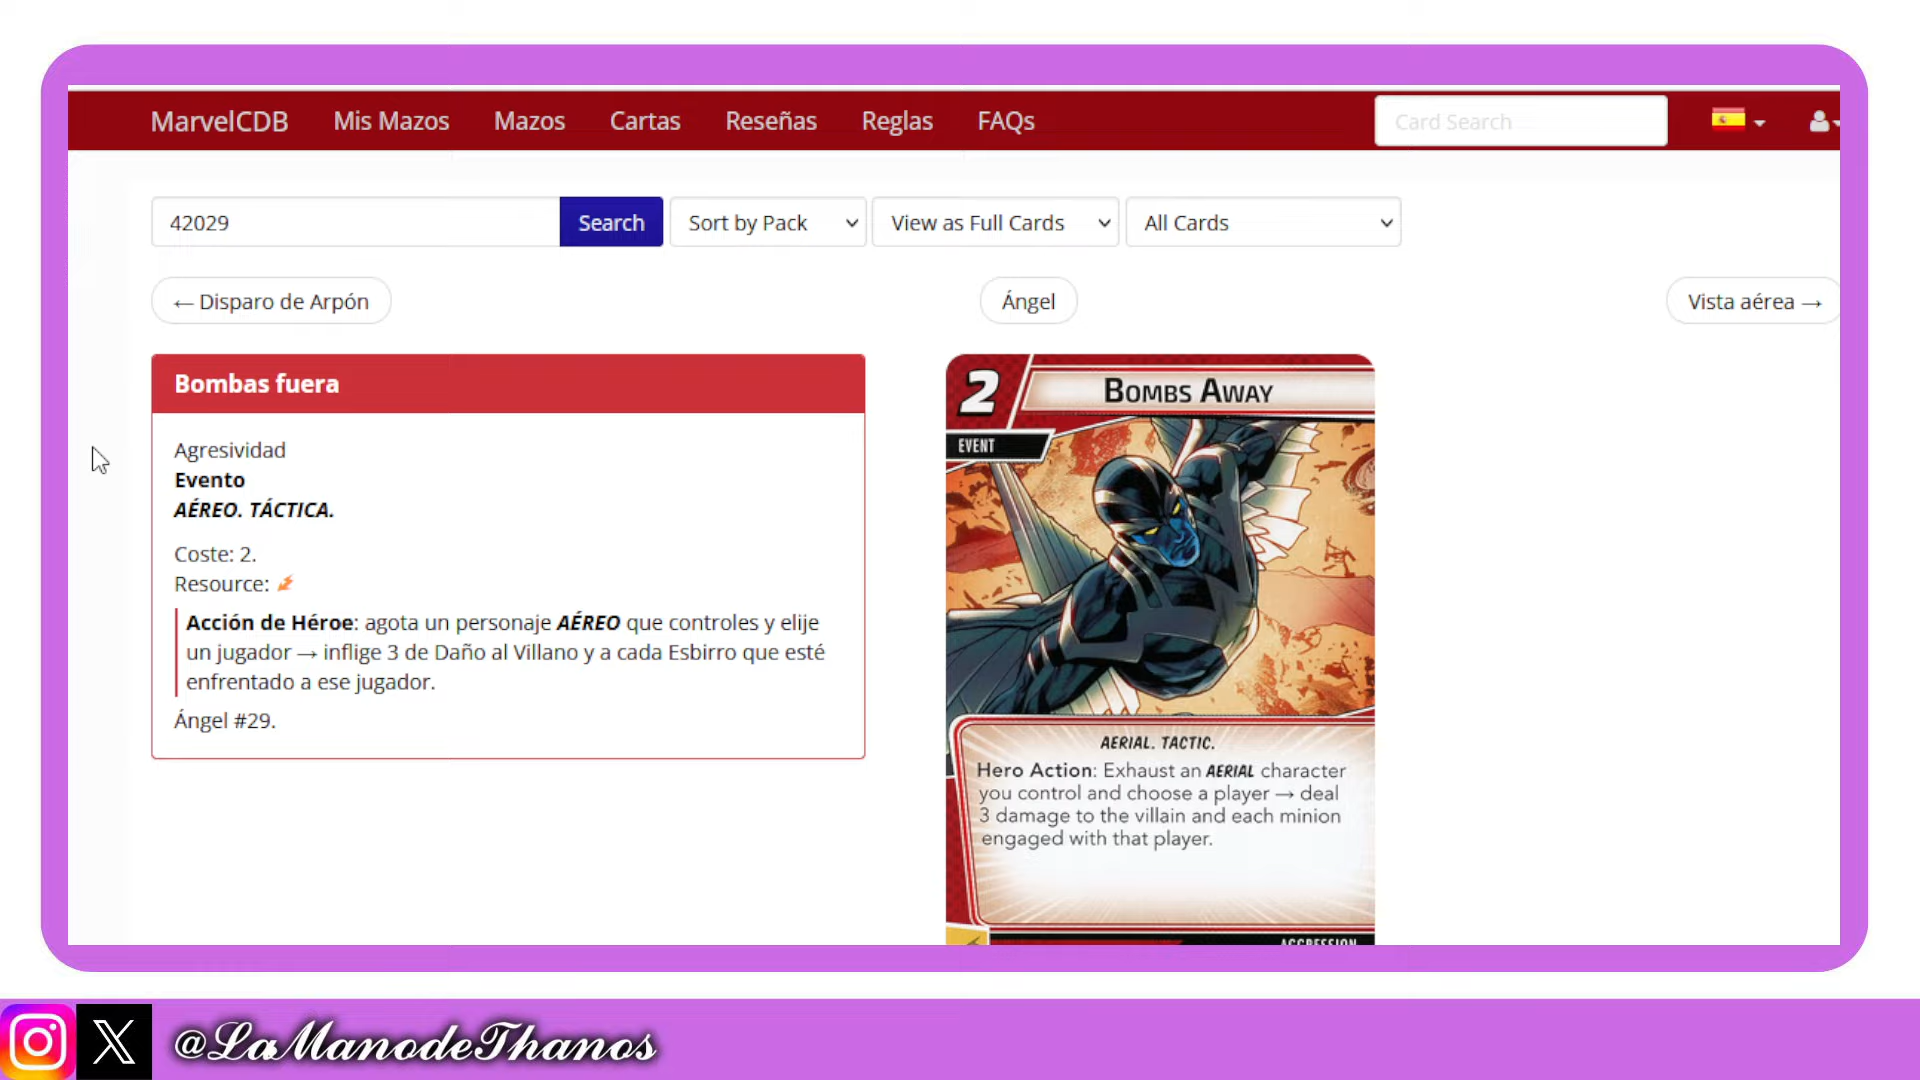 MarvelCDB Mis Mazos Mazos Cartas Reseñas Reglas FAQs Card Search
42029 Search Sort by Pack View as Full Cards All Cards
← Disparo de Arpón Ángel Vista aérea →
Bombas fuera
Agresividad
Evento
AÉREO. TÁCTICA.
Coste: 2.
Resource:
Acción de Héroe: agota un personaje AÉREO que controles y elije
un jugador → inflige 3 de Daño al Villano y a cada Esbirro que esté
enfrentado a ese jugador.
Ángel #29.
2 BOMBS AWAY
EVENT
AERIAL. TACTIC.
Hero Action: Exhaust an AERIAL character
you control and choose a player → deal
3 damage to the villain and each minion
engaged with that player.
AGGRESSION
@LaManodeThanos